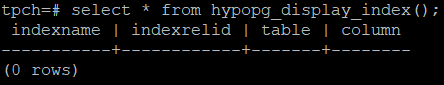 tpch=# select * from hypopg_display_index();
 indexname | indexrelid | table | column
-----------+------------+-------+--------
(0 rows)